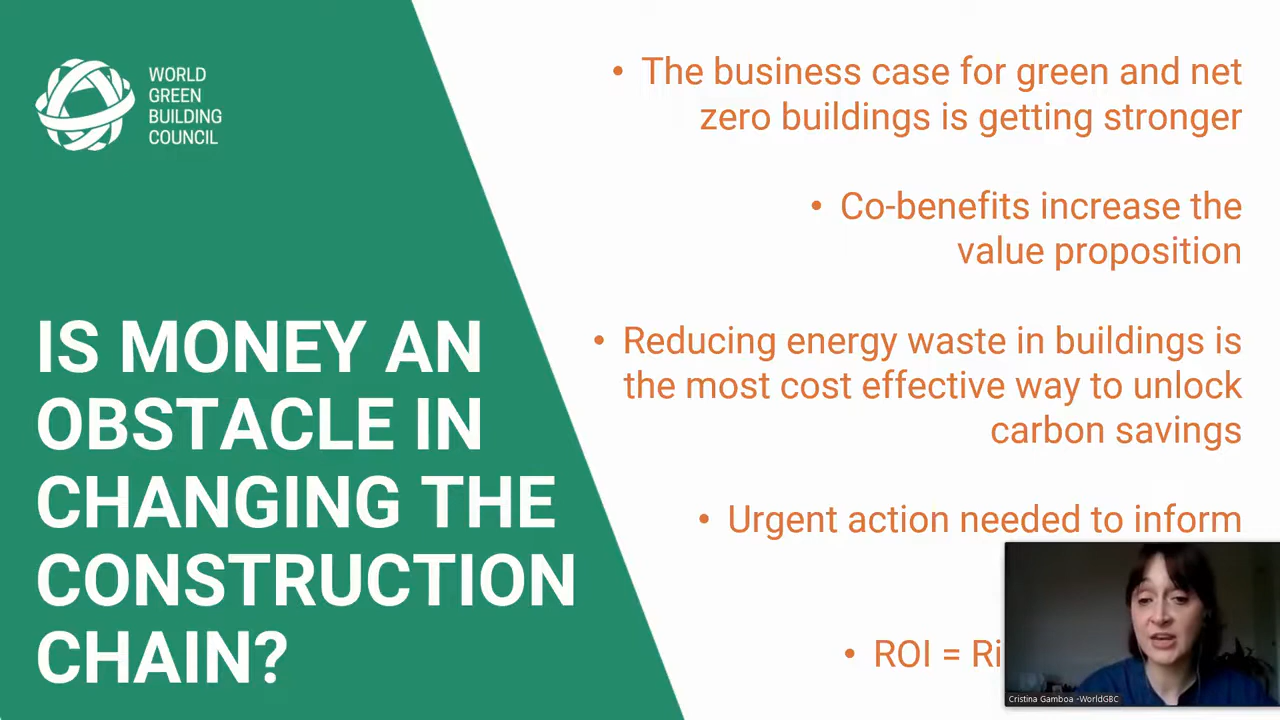 WORLD
GREEN
BUILDING
COUNCIL
IS MONEY AN
OBSTACLE IN
CHANGING THE
CONSTRUCTION
CHAIN?
• The business case for green and net
zero buildings is getting stronger
• Co-benefits increase the
value proposition
• Reducing energy waste in buildings is
the most cost effective way to unlock
carbon savings
• Urgent action needed to inform
• ROI =
Cristina Gamboa -WorldGBC